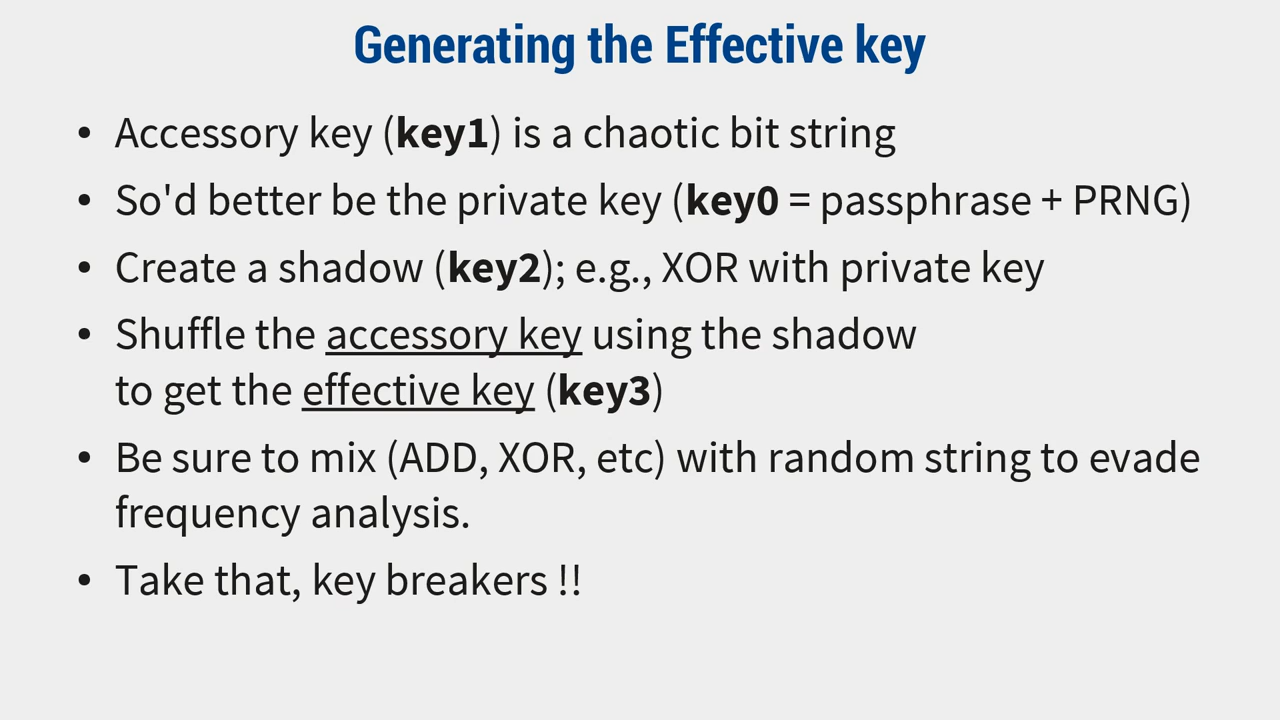 Generating the Effective key
• Accessory key (key1) is a chaotic bit string
• So'd better be the private key (key0 = passphrase + PRNG)
• Create a shadow (key2); e.g., XOR with private key
• Shuffle the accessory key using the shadow
to get the effective key (key3)
• Be sure to mix (ADD, XOR, etc) with random string to evade
frequency analysis.
• Take that, key breakers !!